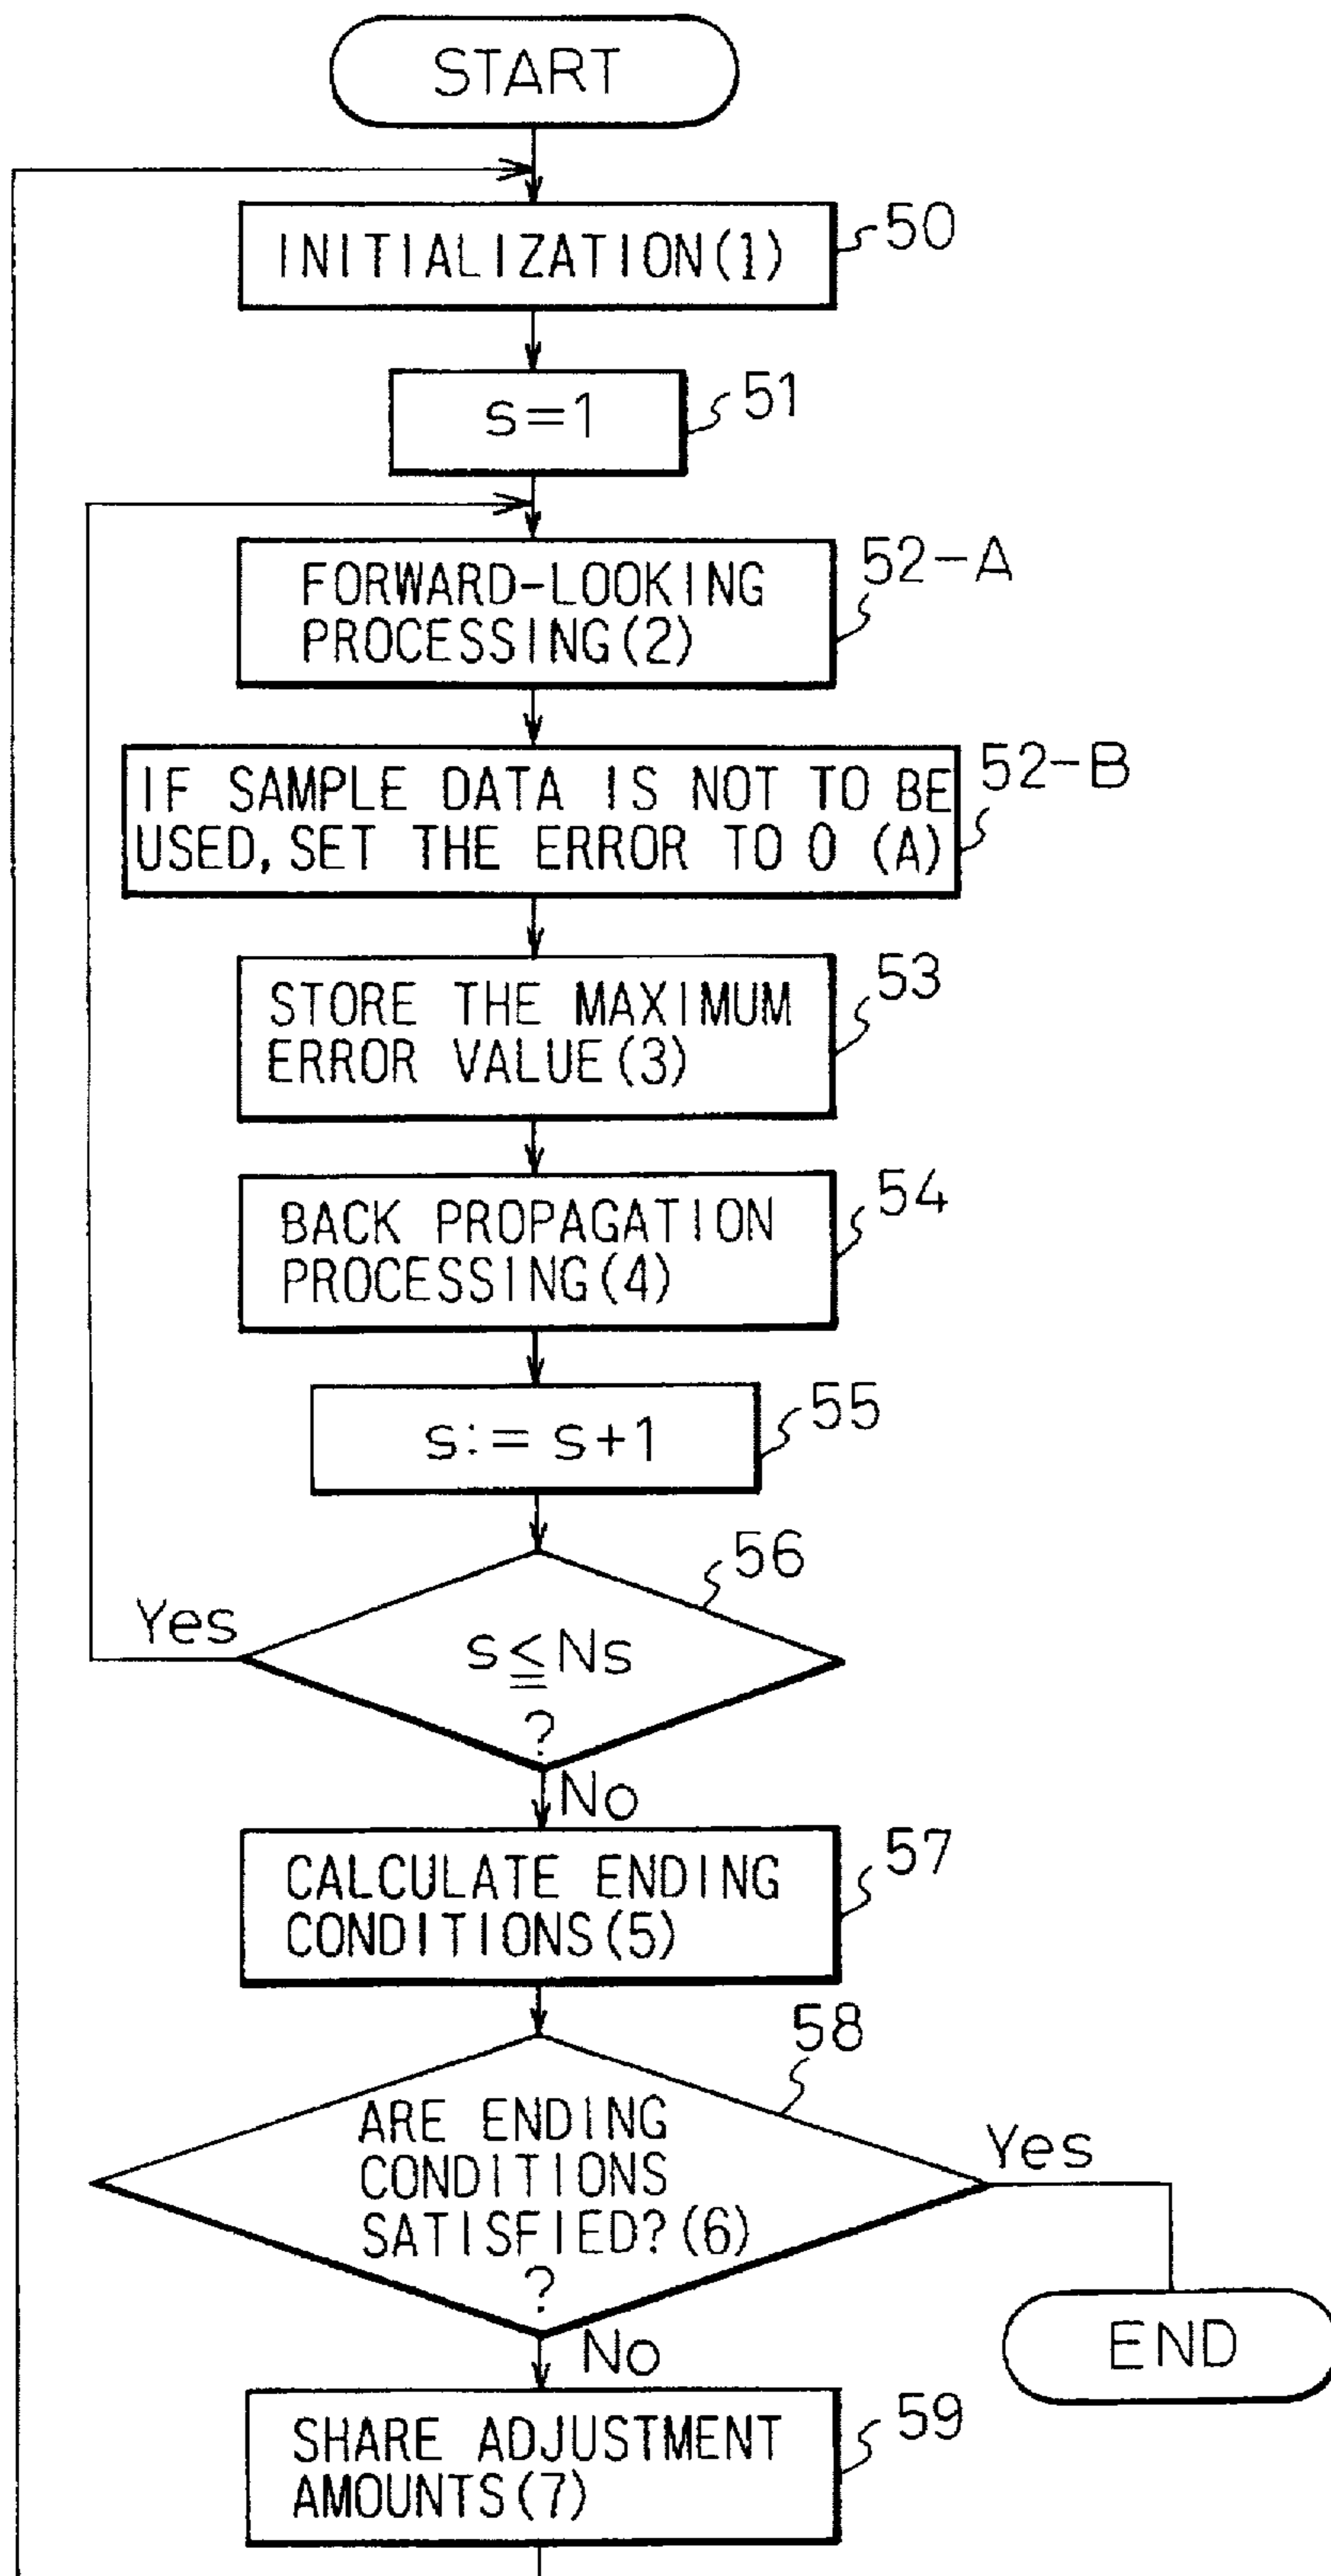 START
INITIALIZATION(1)
50
s=1
51
FORWARD-LOOKING
PROCESSING(2)
52-A
IF SAMPLE DATA IS NOT TO BE
USED, SET THE ERROR TO 0 (A)
52-B
STORE THE MAXIMUM
ERROR VALUE(3)
53
BACK PROPAGATION
PROCESSING(4)
54
s:= s+1
55
56
Yes
s≦Ns
?
No
CALCULATE ENDING
CONDITIONS(5)
57
58
ARE ENDING
CONDITIONS
SATISFIED?(6)
?
Yes
No
END
SHARE ADJUSTMENT
AMOUNTS(7)
59